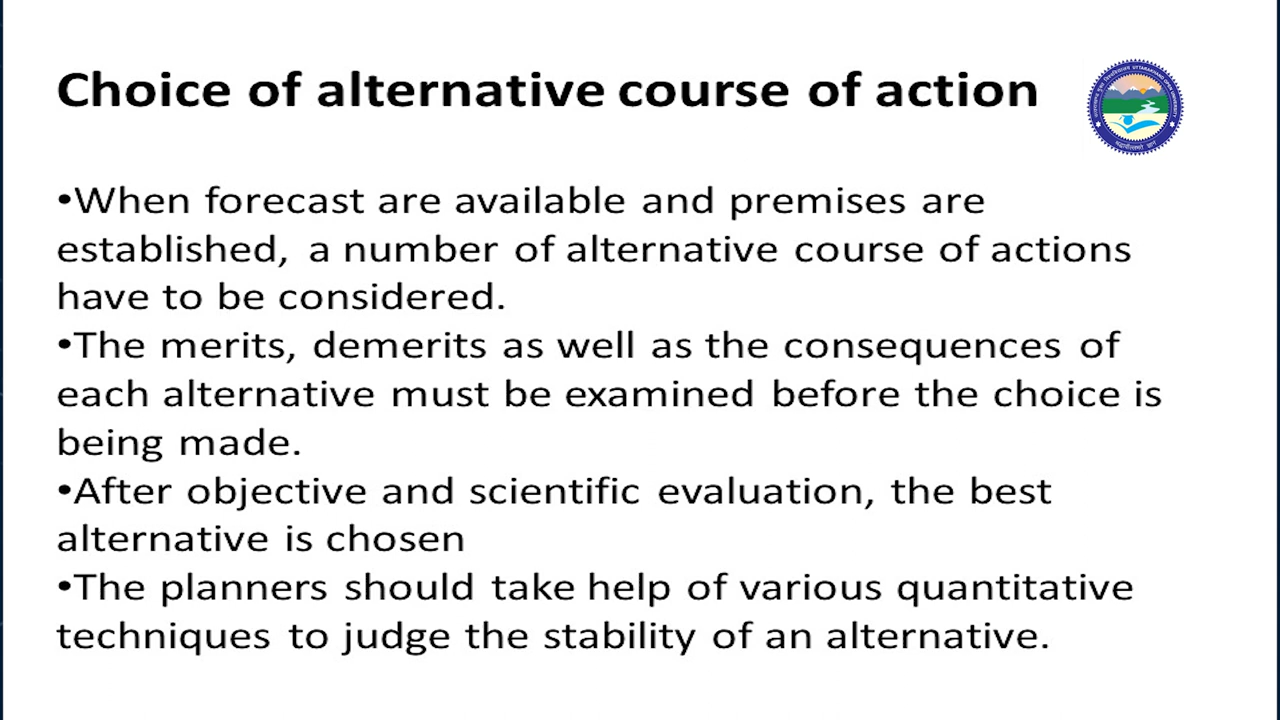 Choice of alternative course of action
•When forecast are available and premises are
established, a number of alternative course of actions
have to be considered.
•The merits, demerits as well as the consequences of
each alternative must be examined before the choice is
being made.
•After objective and scientific evaluation, the best
alternative is chosen
•The planners should take help of various quantitative
techniques to judge the stability of an alternative.